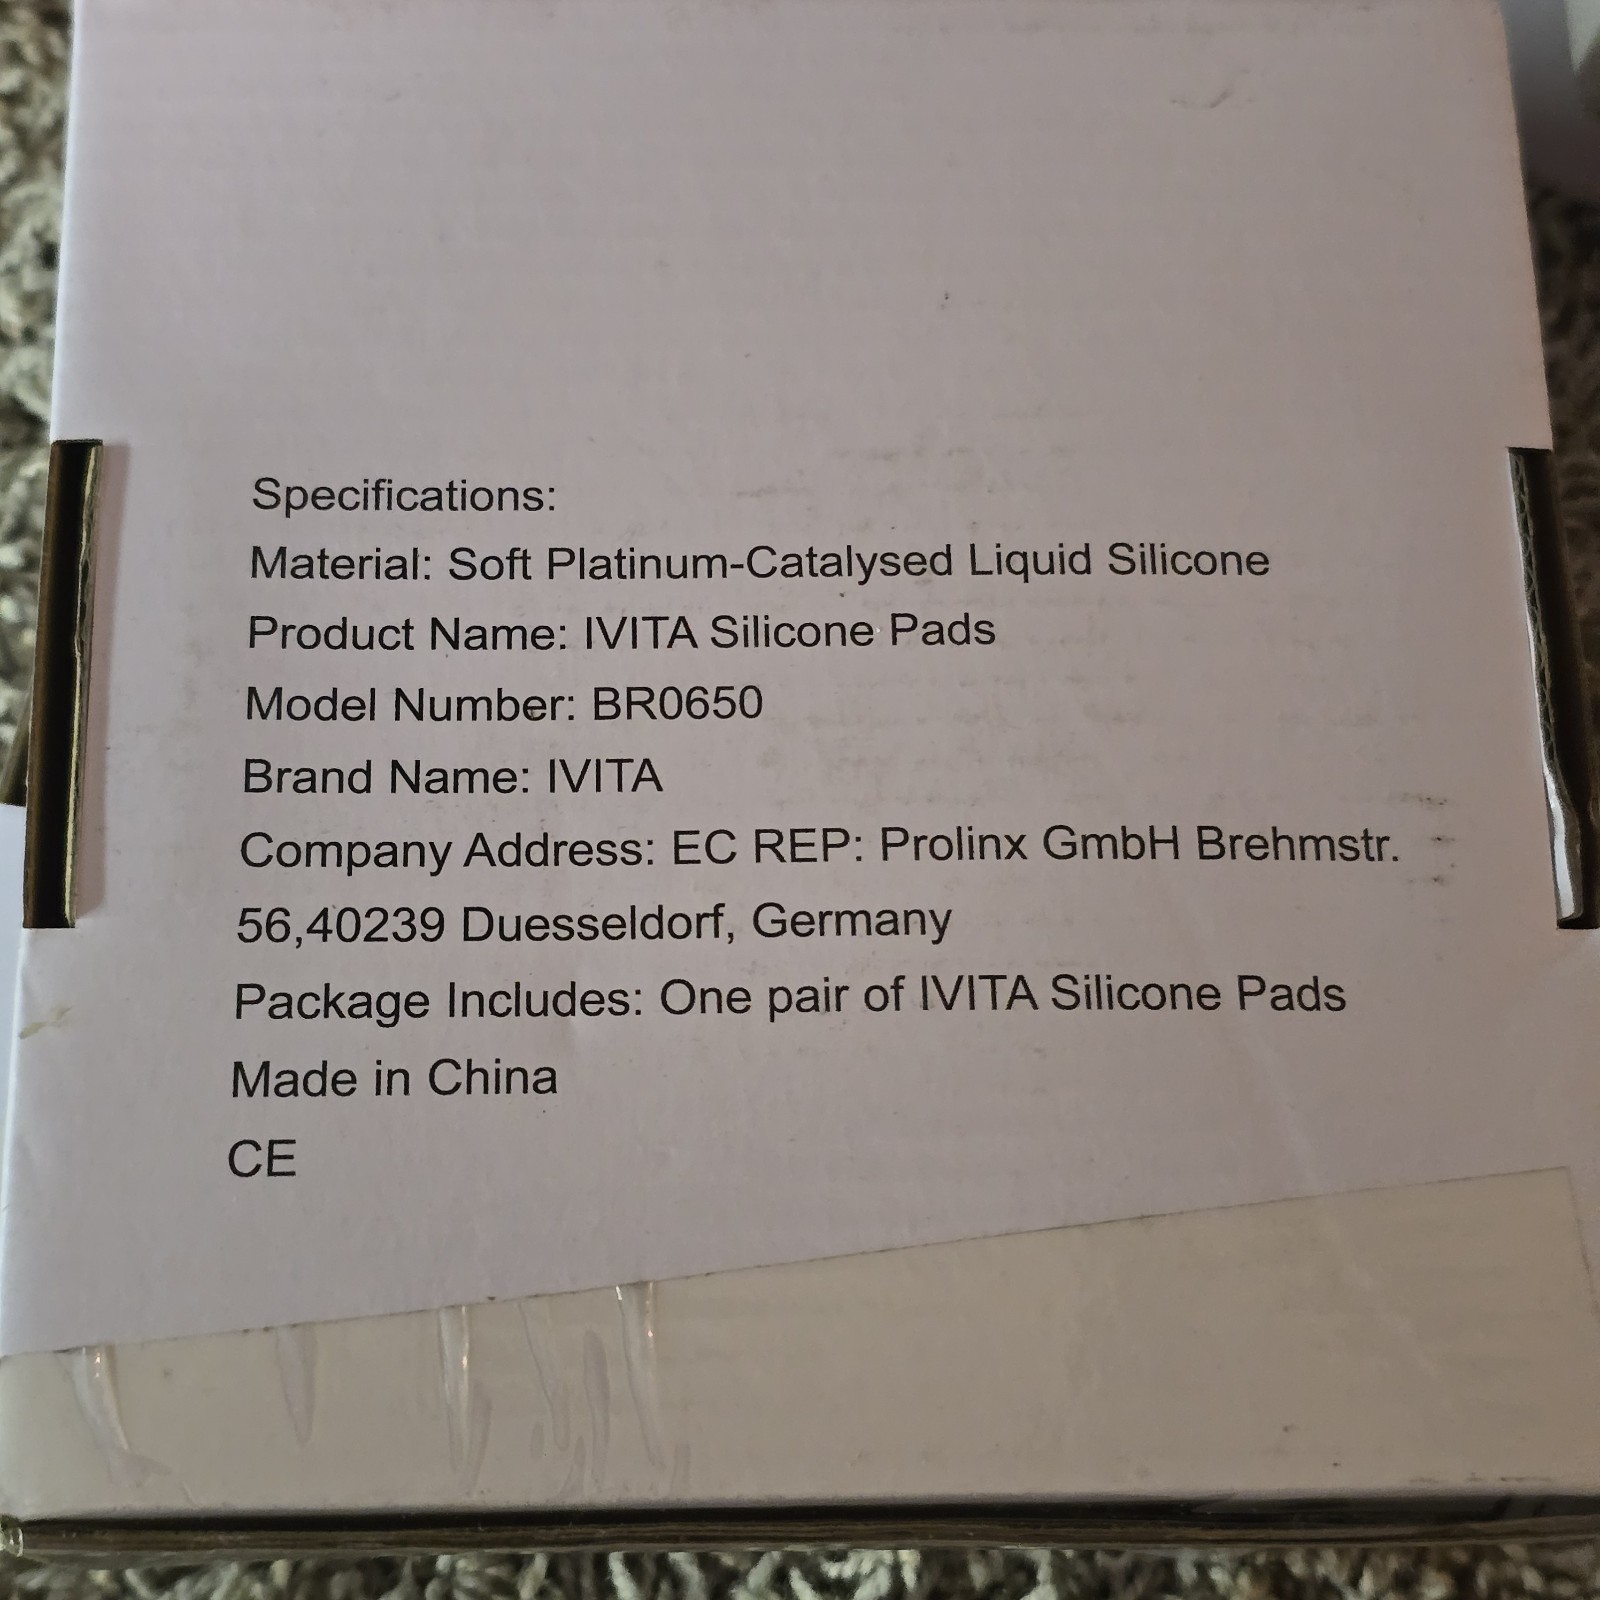 Specifications:
Material: Soft Platinum-Catalysed Liquid Silicone
Product Name: IVITA Silicone Pads
Model Number: BR0650
Brand Name: IVITA
Company Address: EC REP: Prolinx GmbH Brehmstr.
56,40239 Duesseldorf, Germany
Package Includes: One pair of IVITA Silicone Pads
Made in China
CE